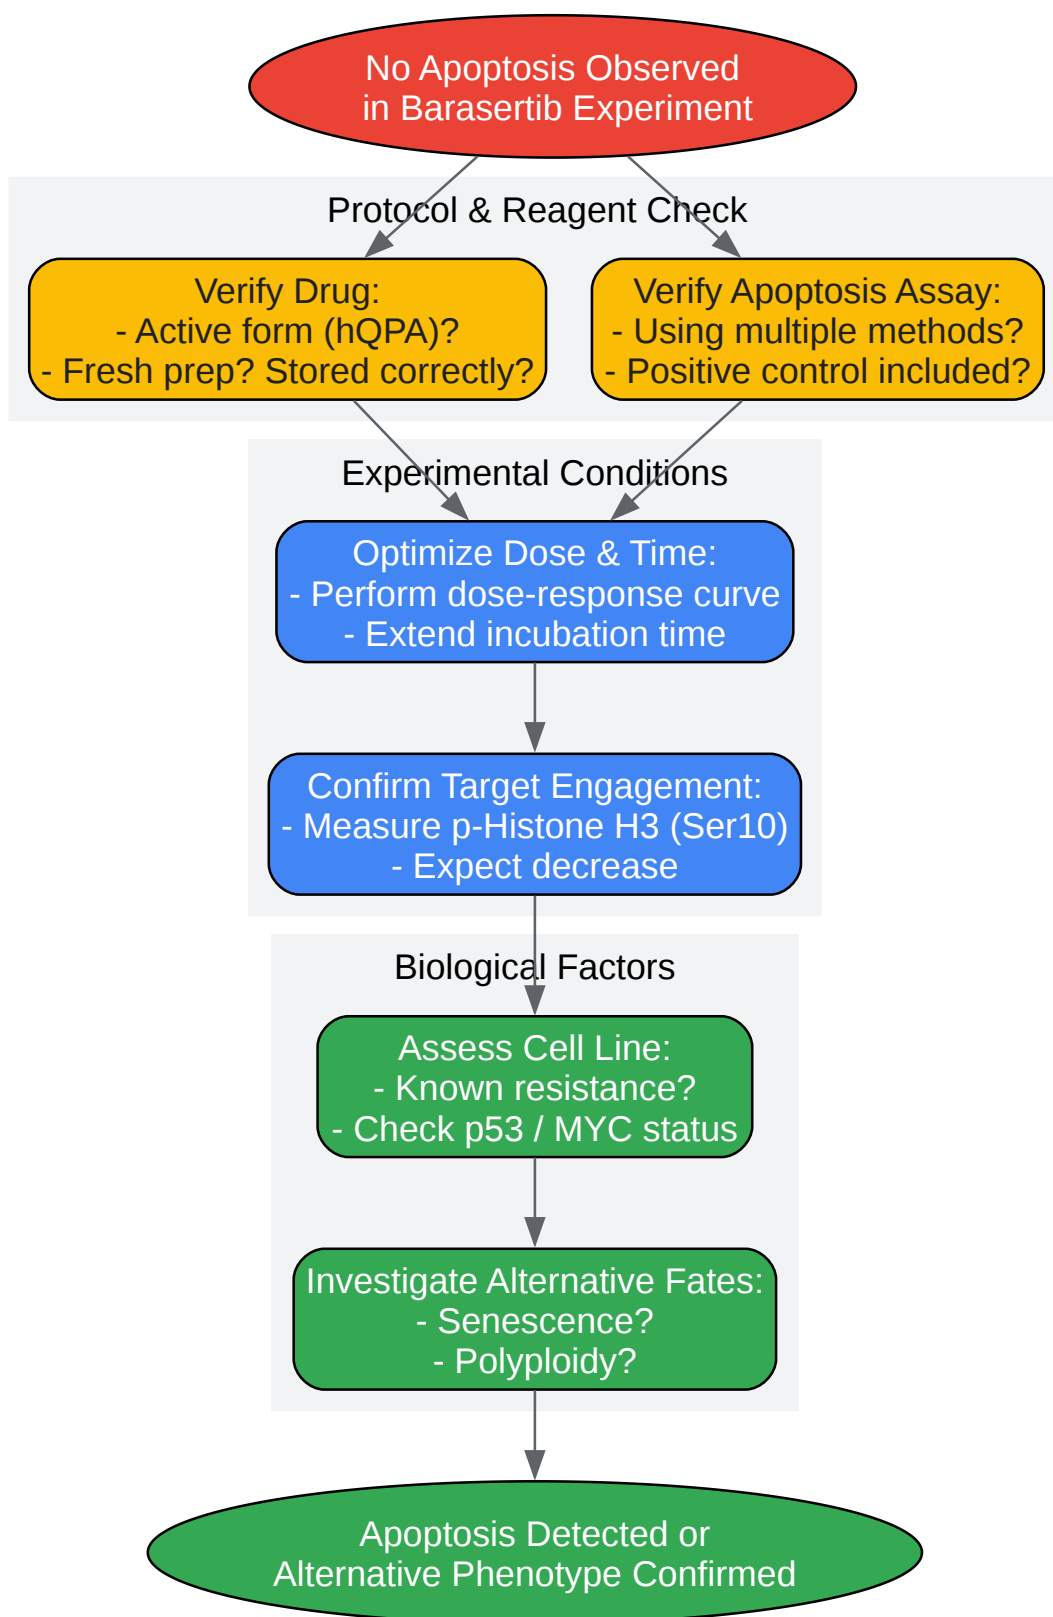 No Apoptosis Observed
in Barasertib Experiment
Protocol & Reagent Check
Verify Drug:
- Active form (hQPA)?
- Fresh prep? Stored correctly?
Verify Apoptosis Assay:
- Using multiple methods?
- Positive control included?
Experimental Conditions
Optimize Dose & Time:
- Perform dose-response curve
- Extend incubation time
Confirm Target Engagement:
- Measure p-Histone H3 (Ser10)
- Expect decrease
Biological Factors
Assess Cell Line:
- Known resistance?
- Check p53 / MYC status
Investigate Alternative Fates:
- Senescence?
- Polyploidy?
Apoptosis Detected or
Alternative Phenotype Confirmed